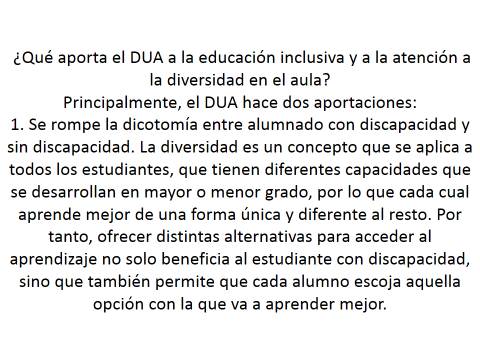 ¿Qué aporta el DUA a la educación inclusiva y a la atención a
la diversidad en el aula?
Principalmente, el DUA hace dos aportaciones:
1. Se rompe la dicotomía entre alumnado con discapacidad y
sin discapacidad. La diversidad es un concepto que se aplica a
todos los estudiantes, que tienen diferentes capacidades que
se desarrollan en mayor o menor grado, por lo que cada cual
aprende mejor de una forma única y diferente al resto. Por
tanto, ofrecer distintas alternativas para acceder al
aprendizaje no solo beneficia al estudiante con discapacidad,
sino que también permite que cada alumno escoja aquella
opción con la que va a aprender mejor.